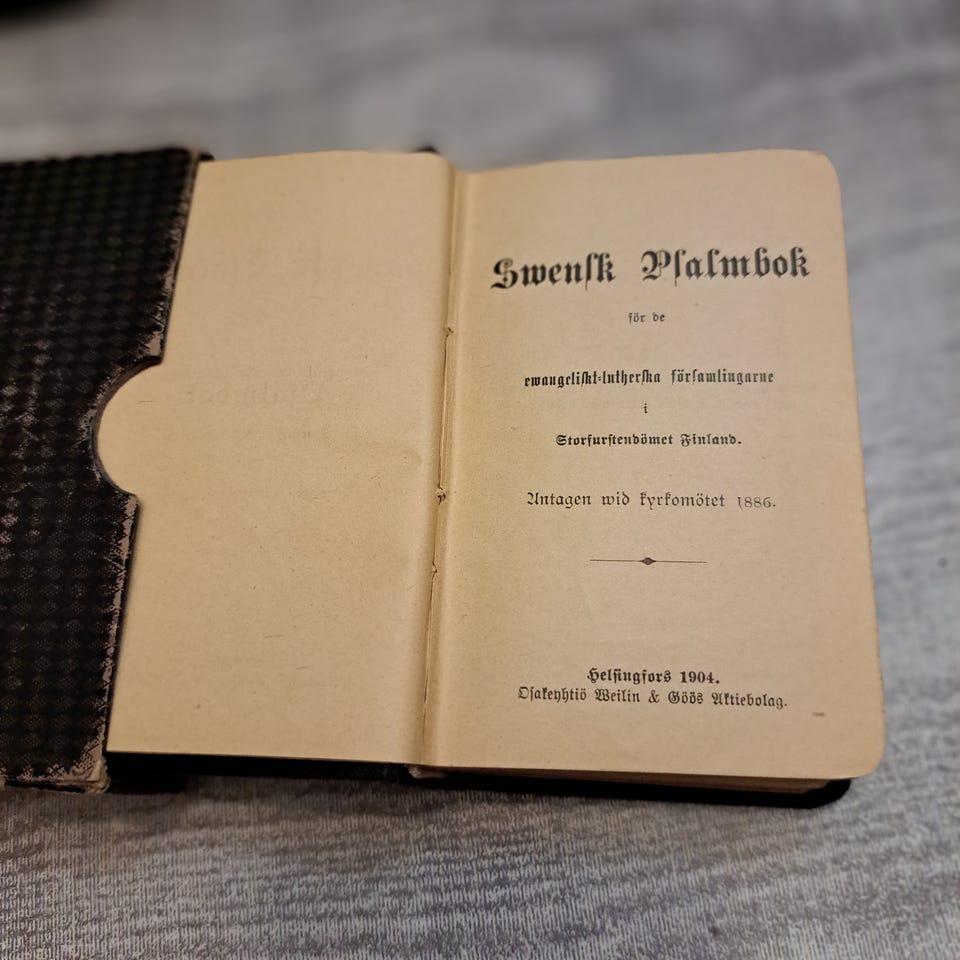 Swensk Psalmbok
för de
ewangeliskt-lutherska församlingarne
i
Storfurstendömet Finland.
Antagen wid kyrkomötet 1886.
Helsingfors 1904.
Osakeyhtiö Weilin & Göös Aktiebolag.